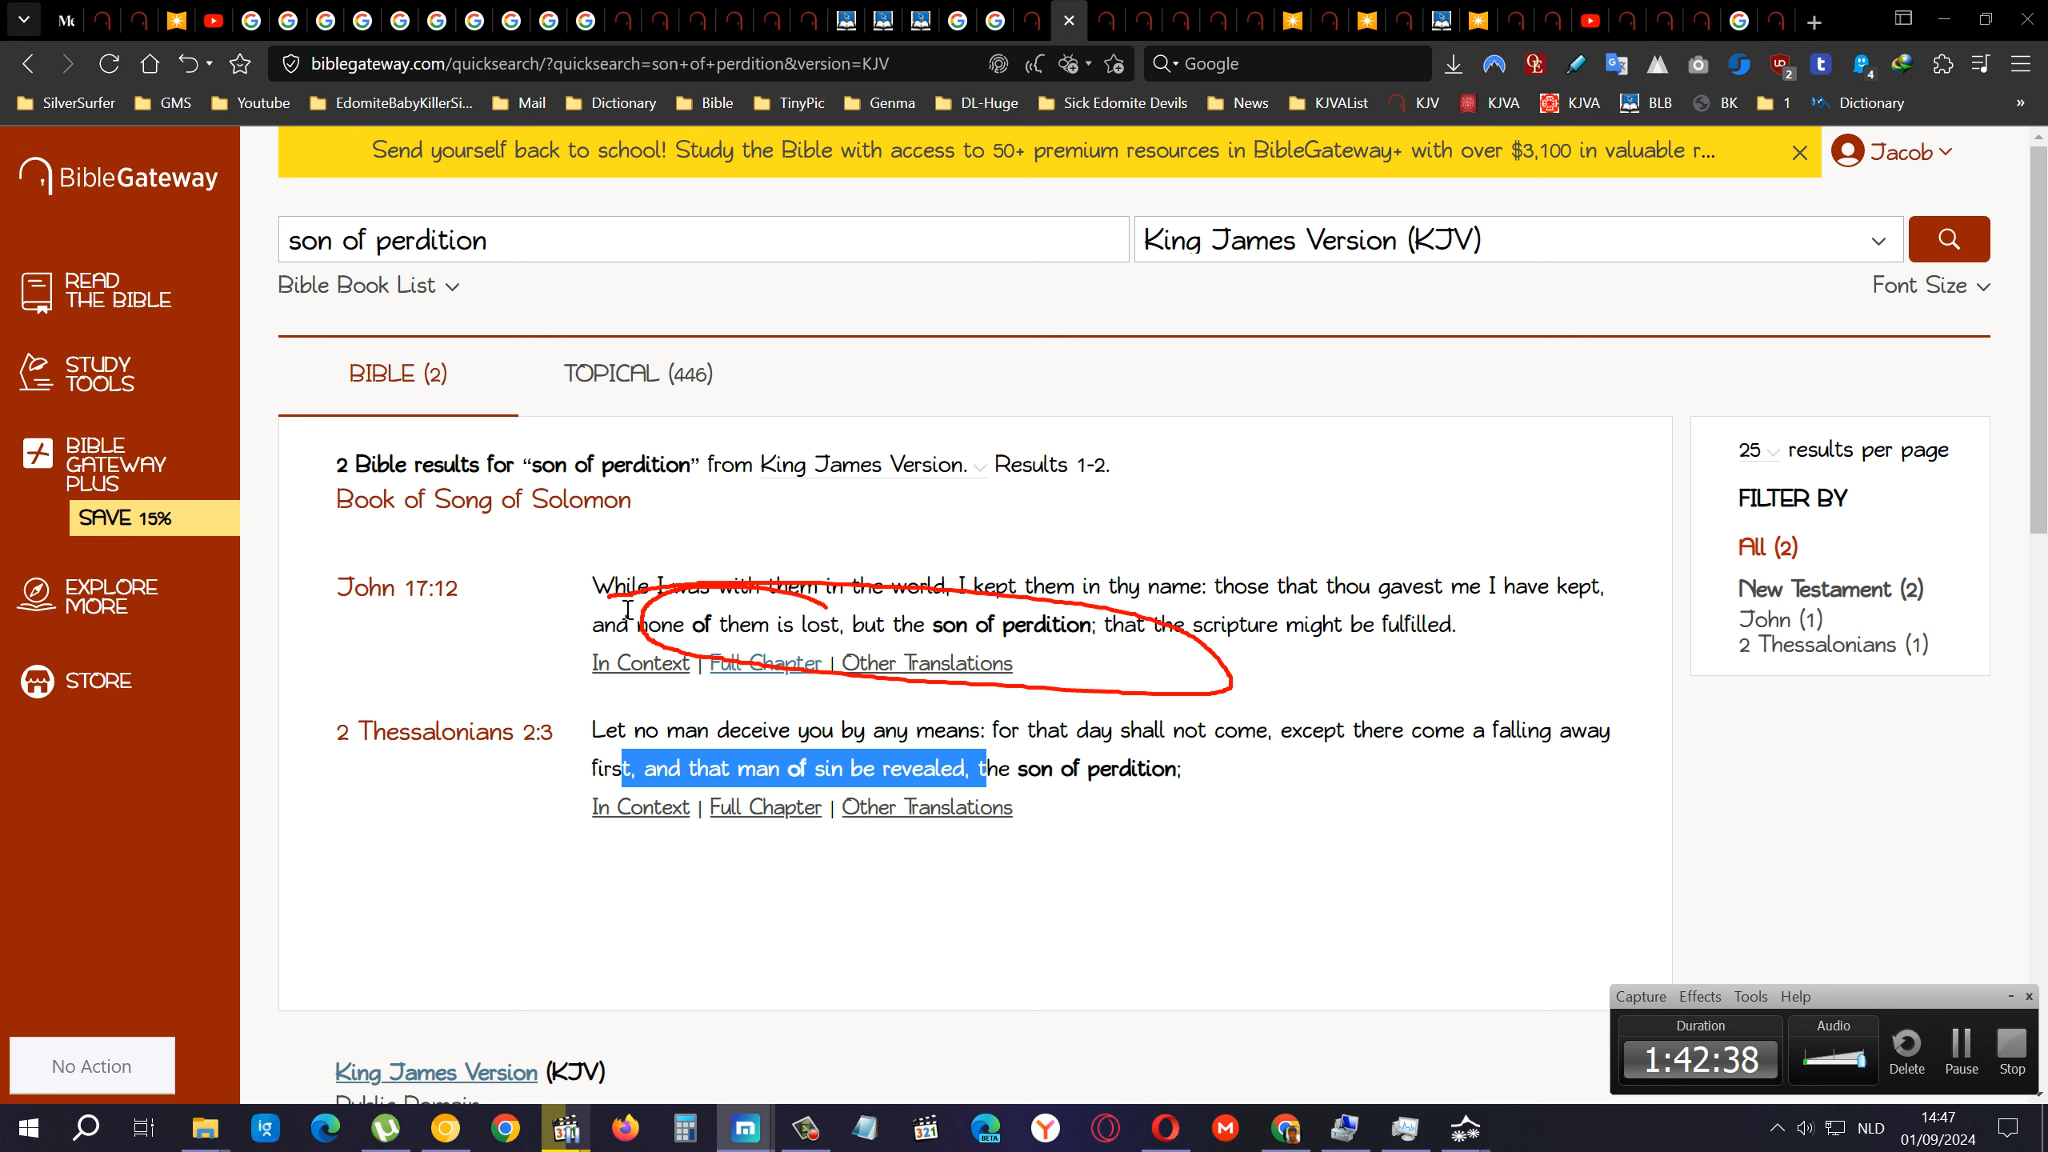 biblegateway.com/quicksearch/?quicksearch=son+of+perdition&version=KJV
Google
2
4
SilverSurfer
GMS
Youtube
EdomiteBabyKillerSi...
Mail
Dictionary
Bible
TinyPic
Genma
DL-Huge
Sick Edomite Devils
News
KJVAList
KJV
KJVA
KJVA
BLB
BK
1
Dictionary
»
BibleGateway
Send yourself back to school! Study the Bible with access to 50+ premium resources in BibleGateway+ with over $3,100 in valuable r...
Jacob
son of perdition
King James Version (KJV)
Bible Book List
Font Size
READ
THE BIBLE
STUDY
TOOLS
BIBLE
GATEWAY
PLUS
SAVE 15%
EXPLORE
MORE
STORE
No Action
BIBLE (2)
TOPICAL (446)
2 Bible results for “son of perdition” from King James Version. Results 1-2.
Book of Song of Solomon
John 17:12
While I was with them in the world, I kept them in thy name: those that thou gavest me I have kept,
and none of them is lost, but the son of perdition; that the scripture might be fulfilled.
In Context | Full Chapter | Other Translations
2 Thessalonians 2:3
Let no man deceive you by any means: for that day shall not come, except there come a falling away
first, and that man of sin be revealed, the son of perdition;
In Context | Full Chapter | Other Translations
25 results per page
FILTER BY
All (2)
New Testament (2)
John (1)
2 Thessalonians (1)
King James Version (KJV)
Public Domain
Capture Effects Tools Help
Duration
1:42:38
Audio
Delete
Pause
Stop
NLD
14:47
01/09/2024